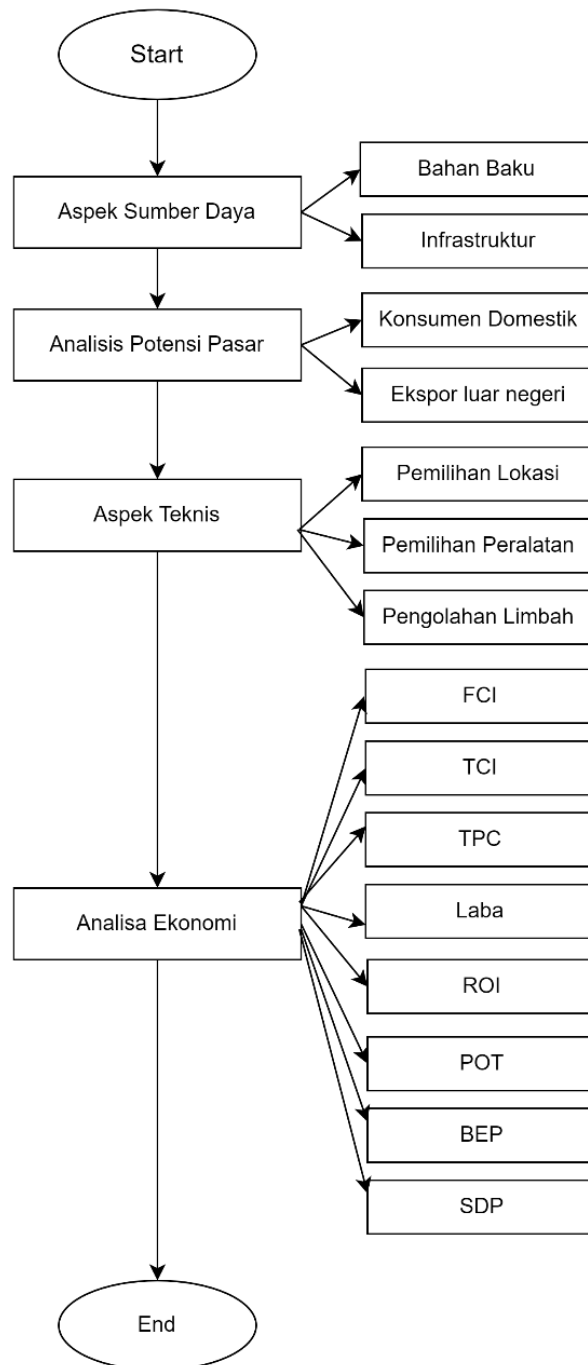 Start
Aspek Sumber Daya
Bahan Baku
Infrastruktur
Analisis Potensi Pasar
Konsumen Domestik
Ekspor luar negeri
Aspek Teknis
Pemilihan Lokasi
Pemilihan Peralatan
Pengolahan Limbah
Analisa Ekonomi
FCI
TCI
TPC
Laba
ROI
POT
BEP
SDP
End